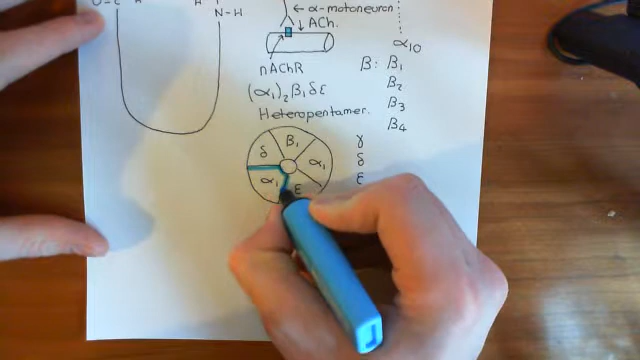 O-C H H
N-H
← α-motoneuron
↓ ACh.
nAChR
(α₁)₂ β₁ δ ε
Heteropentamer.
α₁₀
β: β₁
β₂
β₃
β₄
γ
δ
ε
β₁
δ α₁
α₁ ε